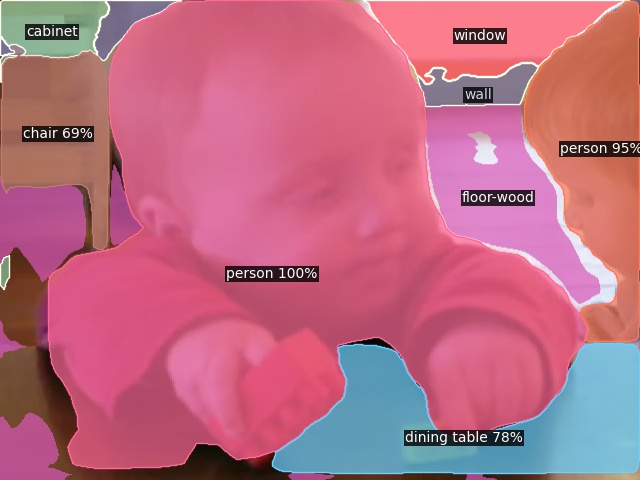 cabinet
window
wall
chair 69%
person 95%
floor-wood
person 100%
dining table 78%